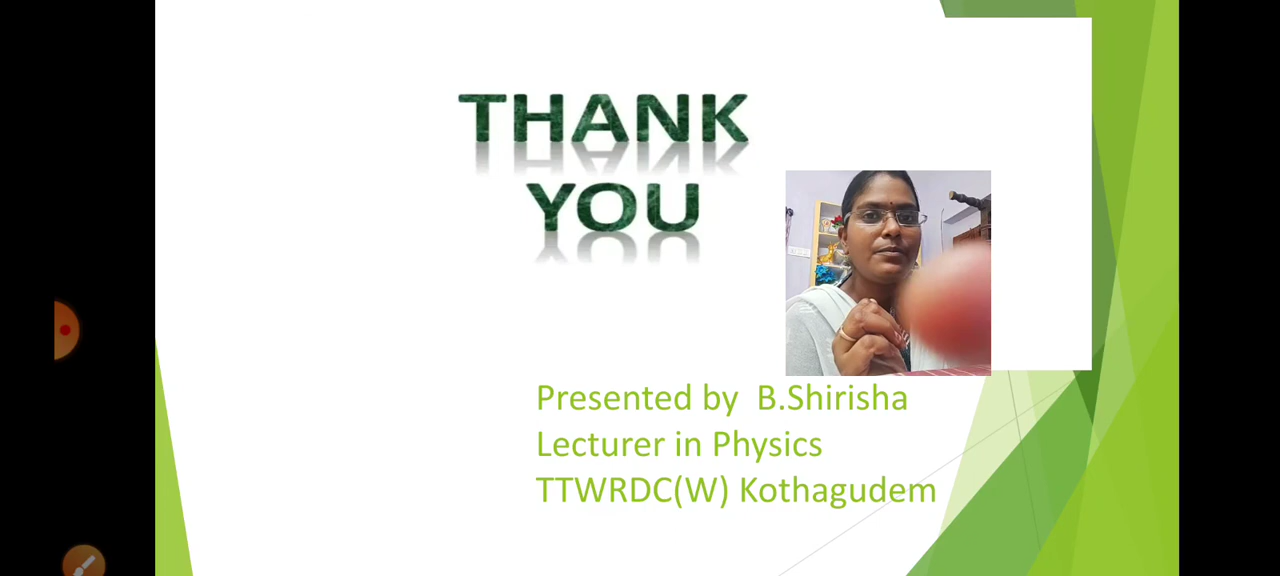 THANK
YOU
Presented by B.Shirisha
Lecturer in Physics
TTWRDC(W) Kothagudem